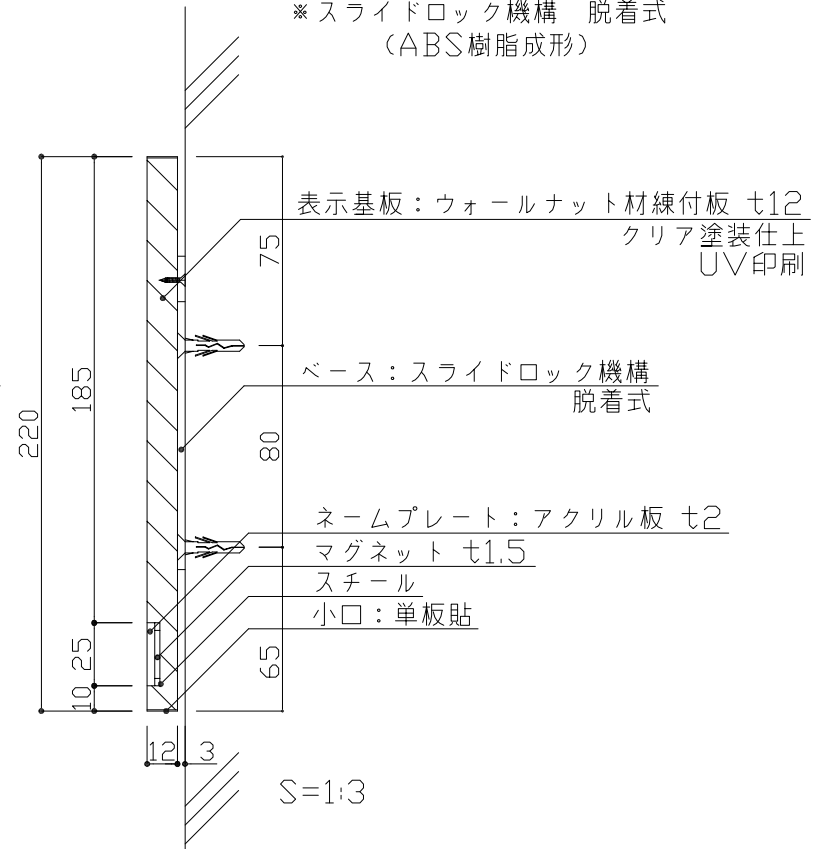 ※スライドロック機構 脱着式
(ABS樹脂成形)
表示基板：ウォールナット材練付板 t12
クリア塗装仕上
UV印刷
75
ベース：スライドロック機構
脱着式
185
220
80
ネームプレート：アクリル板 t2
マグネット t1.5
スチール
小口：単板貼
25
65
10
12
3
S=1:3